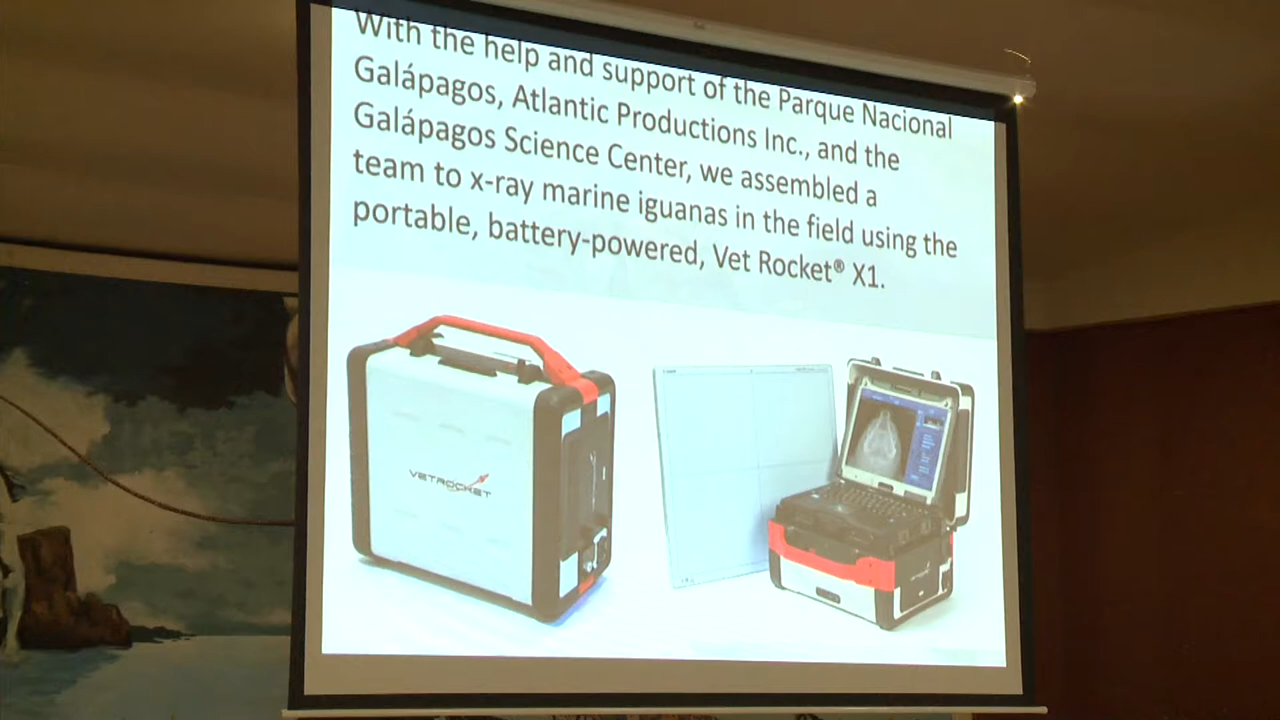 With the help and support of the Parque Nacional
Galápagos, Atlantic Productions Inc., and the
Galápagos Science Center, we assembled a
team to x-ray marine iguanas in the field using the
portable, battery-powered, Vet Rocket® X1.
VETROCKET